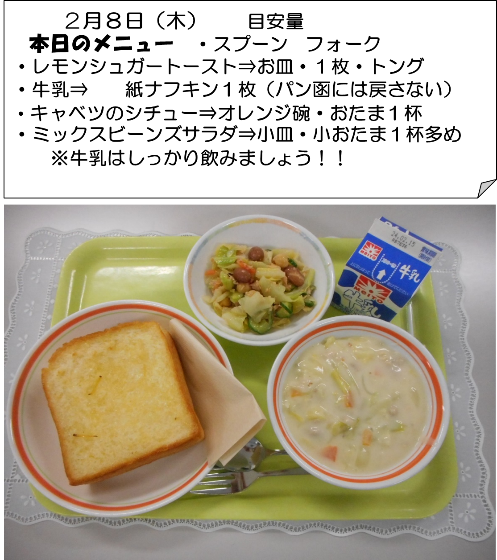 ２月８日（木）　　目安量
本日のメニュー　・スプーン　フォーク
・レモンシュガートースト⇒お皿・１枚・トング
・牛乳⇒　　紙ナフキン１枚（パン函には戻さない）
・キャベツのシチュー⇒オレンジ碗・おたま１杯
・ミックスビーンズサラダ⇒小皿・小おたま１杯多め
※牛乳はしっかり飲みましょう！！
牛乳